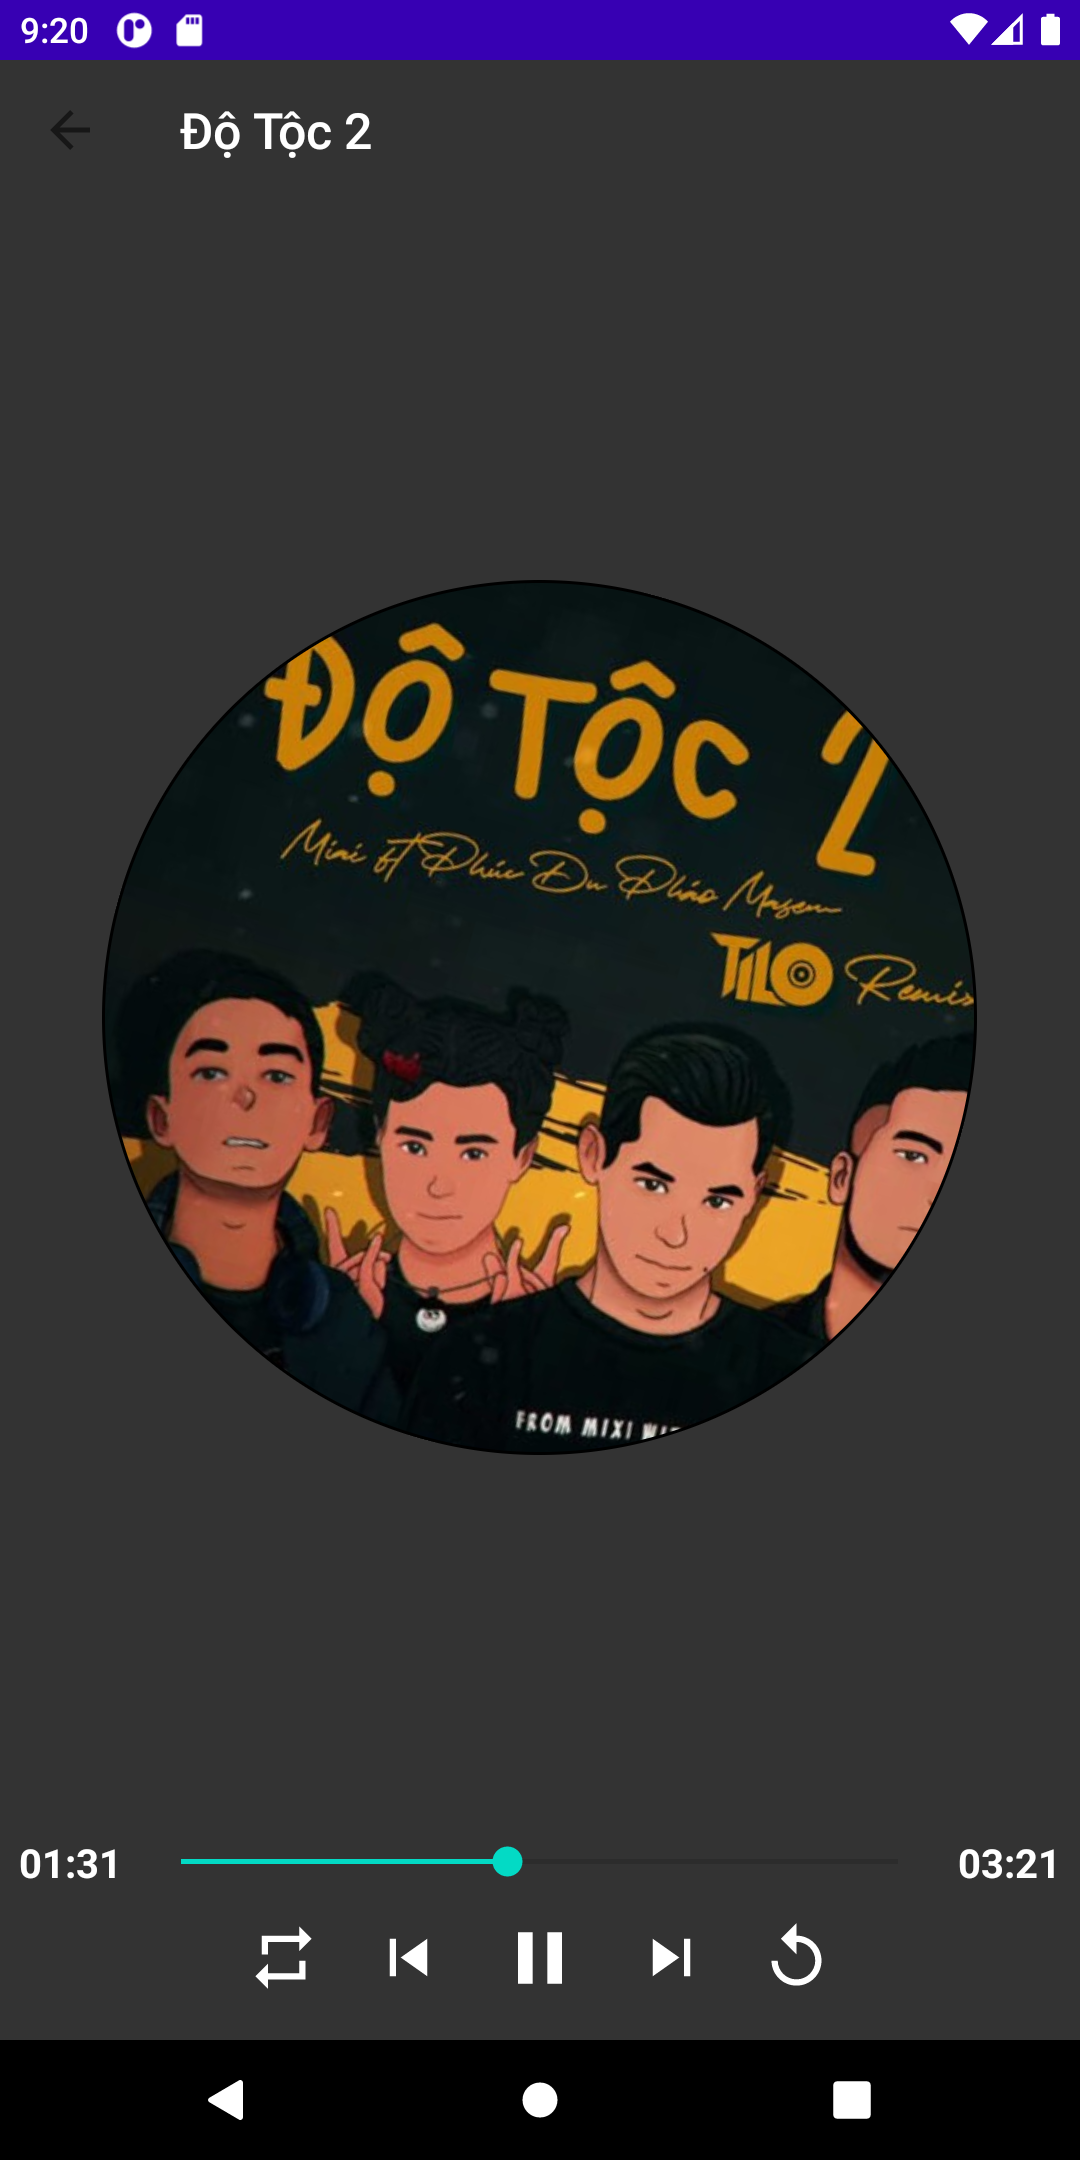 9:20
Độ Tộc 2
ĐỘ TỘC 2
Mixi ft Phúc Du Pháo Masew
TILO Remix
FROM MIXI
01:31
03:21